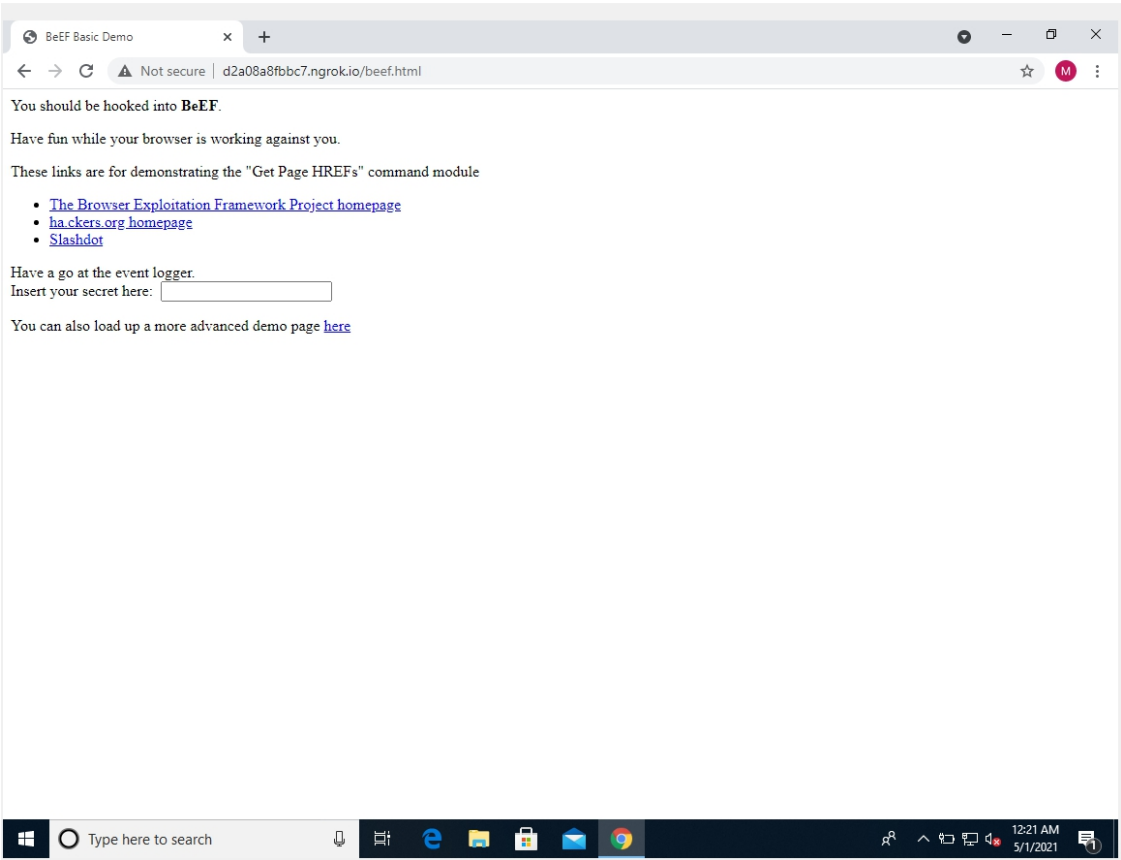 BeEF Basic Demo
Not secure d2a08a8fbbc7.ngrok.io/beef.html
M
You should be hooked into BeEF.
Have fun while your browser is working against you.
These links are for demonstrating the "Get Page HREFs" command module
The Browser Exploitation Framework Project homepage
ha.ckers.org homepage
Slashdot
Have a go at the event logger.
Insert your secret here:
You can also load up a more advanced demo page here
Type here to search
12:21 AM
5/1/2021
1